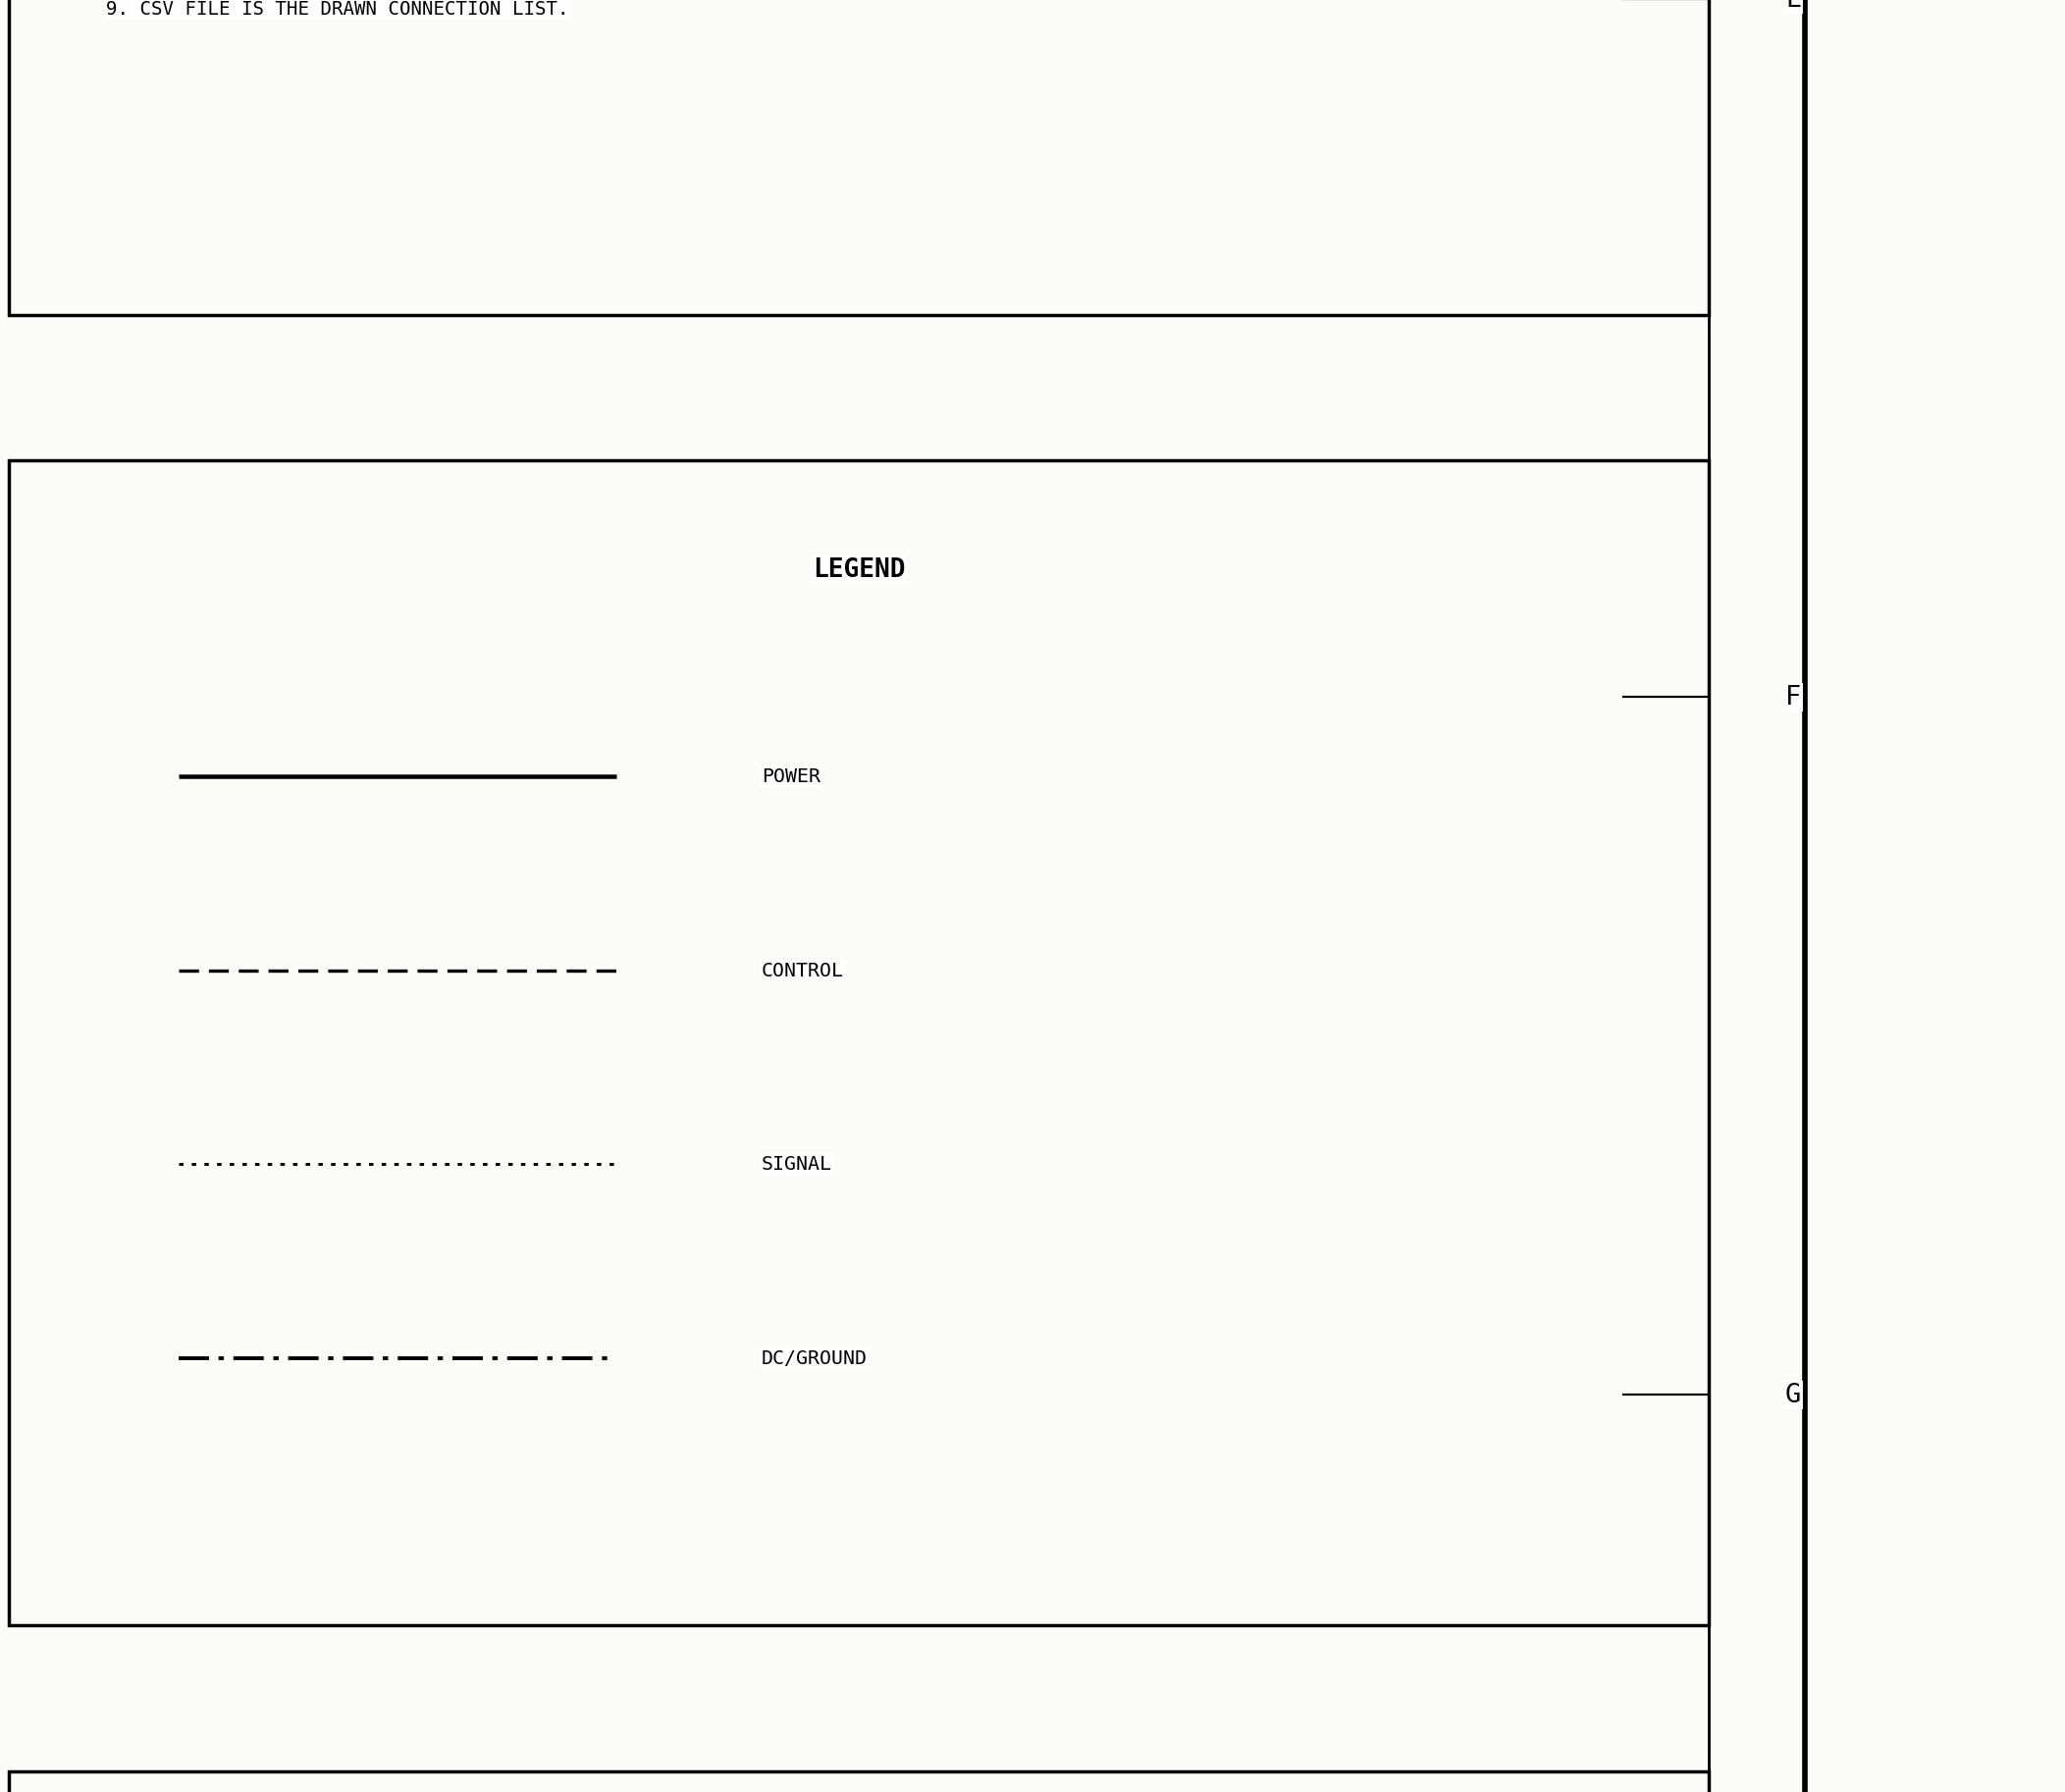 9. CSV FILE IS THE DRAWN CONNECTION LIST.
LEGEND
F
POWER
CONTROL
SIGNAL
DC/GROUND
G